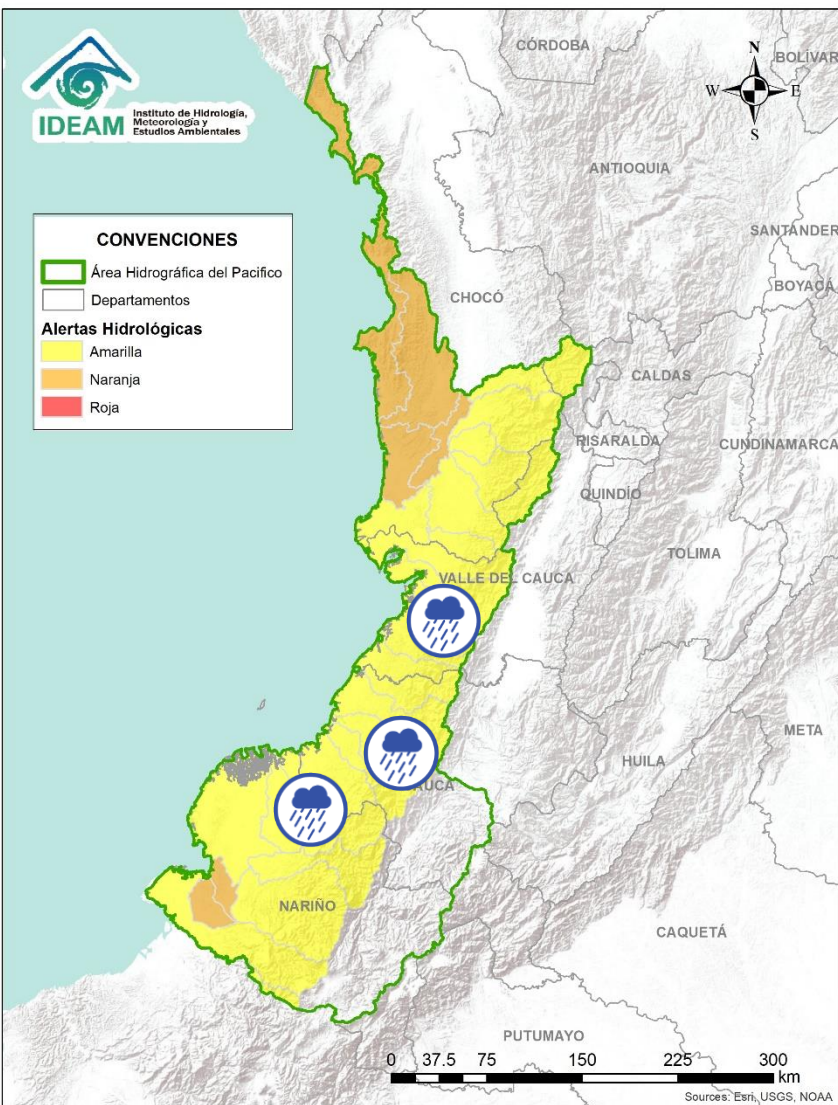 IDEAM
Instituto de Hidrología,
Meteorología y
Estudios Ambientales
CÓRDOBA
BOLÍVAR
N
W
E
S
ANTIOQUIA
SANTANDER
BOYACÁ
CONVENCIONES
Área Hidrográfica del Pacifico
Departamentos
Alertas Hidrológicas
Amarilla
Naranja
Roja
CHOCÓ
CALDAS
RISARALDA
CUNDINAMARCA
QUINDÍO
TOLIMA
VALLE DEL CAUCA
META
HUILA
AUCA
NARIÑO
CAQUETÁ
PUTUMAYO
0 37.5 75 150 225 300
km
Sources: Esri, USGS, NOAA